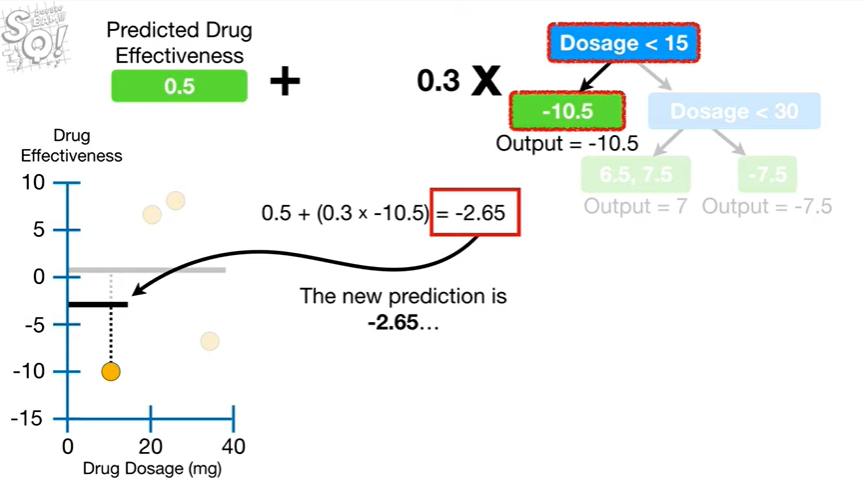 StatQuest!!!
Predicted Drug
Effectiveness
0.5
+
0.3 X
Dosage < 15
-10.5
Output = -10.5
Dosage < 30
6.5, 7.5
Output = 7
-7.5
Output = -7.5
Drug
Effectiveness
10
5
0
-5
-10
-15
0
20
40
Drug Dosage (mg)
0.5 + (0.3 x -10.5) = -2.65
The new prediction is
-2.65…